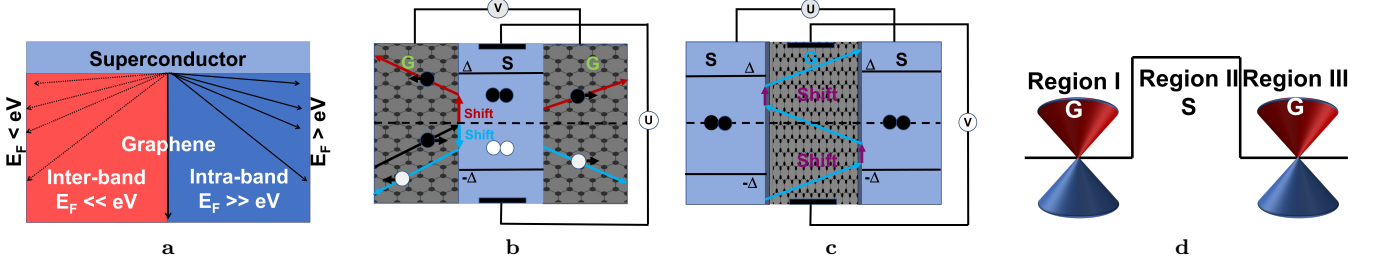 Superconductor
E_F < eV
E_F > eV
Graphene
Inter-band
E_F << eV
Intra-band
E_F >> eV
a
V
G
Δ
S
G
Shift
Shift
-Δ
U
b
U
S
Δ
G
Δ
S
Shift
Shift
-Δ
-Δ
V
c
Region I
G
Region II
S
Region III
G
d